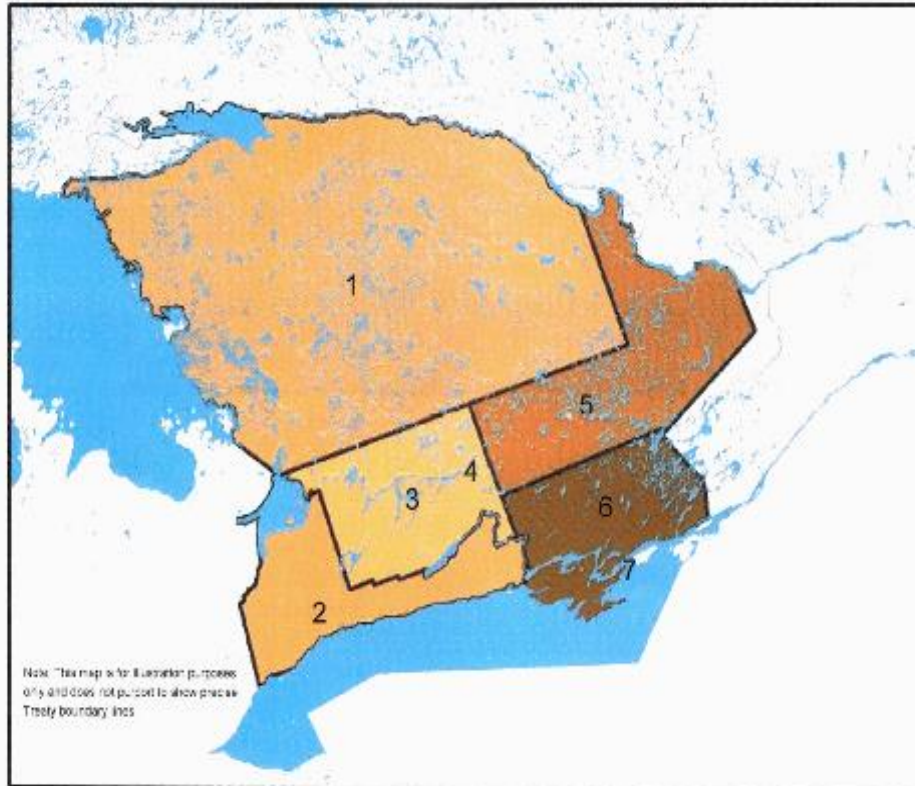 1
5
4
3
6
7
2
Note: This map is for illustration purposes
only and does not purport to show precise
Treaty boundary lines